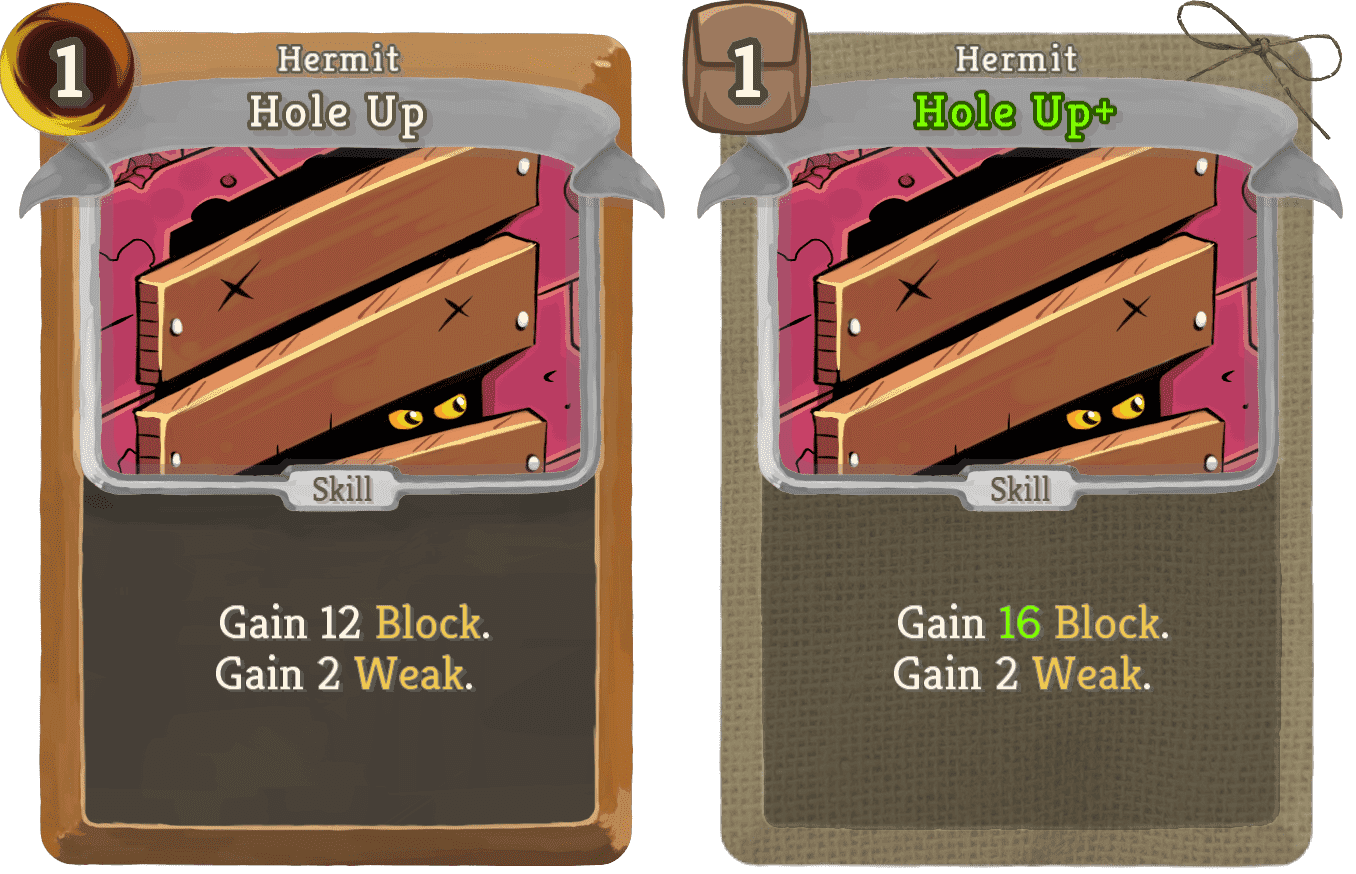 1
Hermit
Hole Up
Skill
Gain 12 Block.
Gain 2 Weak.
1
Hermit
Hole Up+
Skill
Gain 16 Block.
Gain 2 Weak.